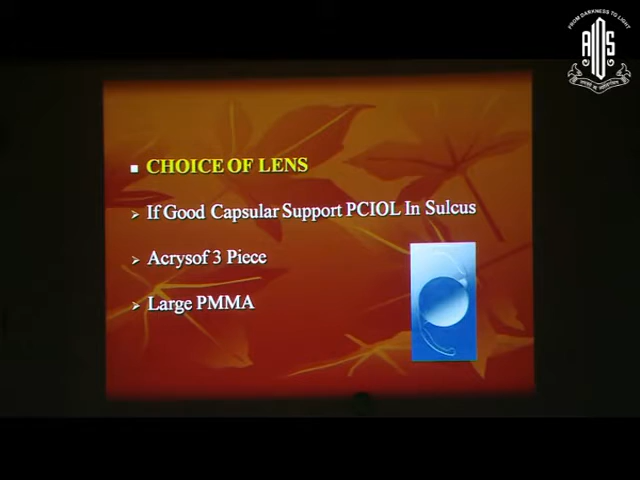 FROM DARKNESS TO LIGHT
AIOS
CHOICE OF LENS
If Good Capsular Support PCIOL In Sulcus
Acrysof 3 Piece
Large PMMA